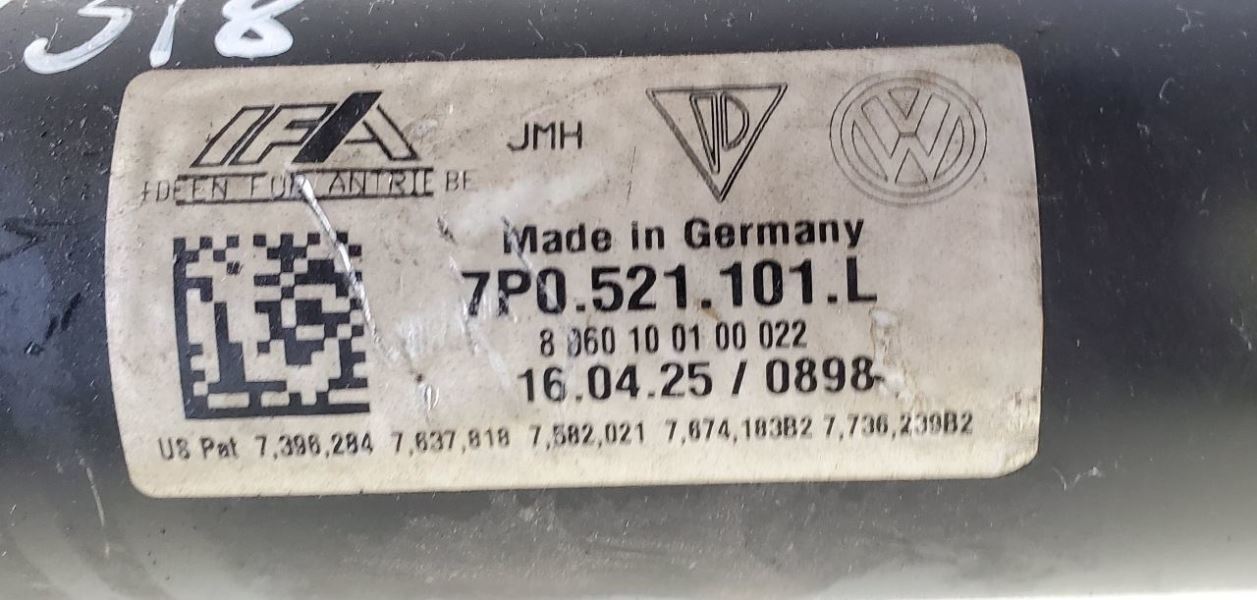 518
IFA
IDEEN FÜR ANTRIEBE
JMH
Made in Germany
7P0.521.101.L
8 060 10 01 00 022
16.04.25 / 0898
US Pat 7,396,284 7,637,818 7,582,021 7,674,183B2 7,736,239B2